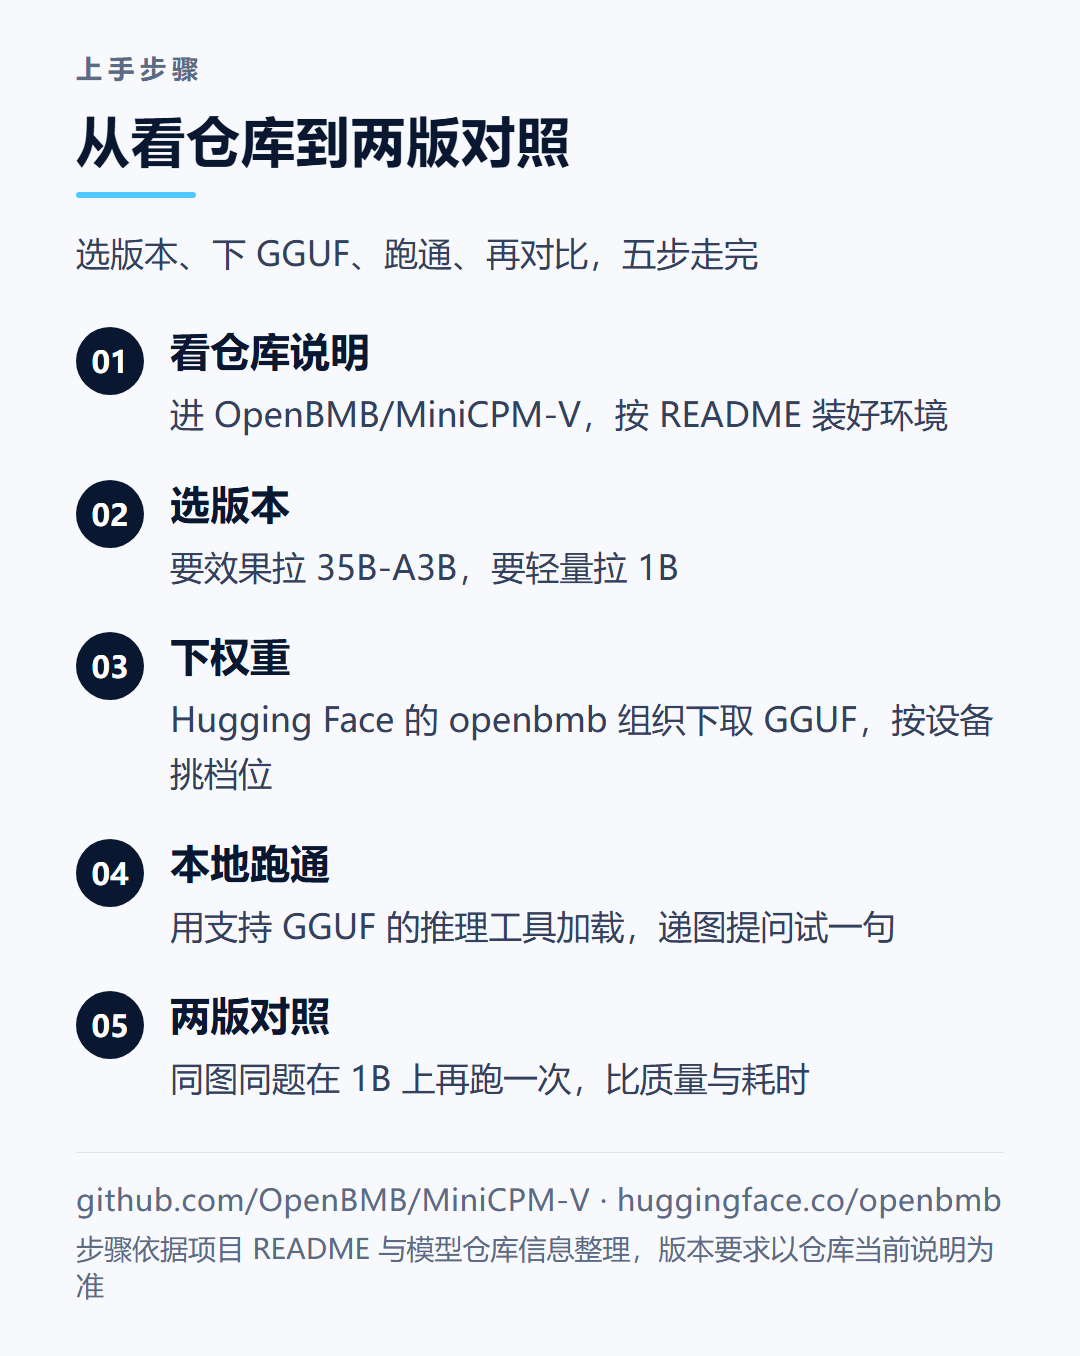 上手步骤
从看仓库到两版对照
选版本、下 GGUF、跑通、再对比，五步走完
01
看仓库说明
进 OpenBMB/MiniCPM-V，按 README 装好环境
02
选版本
要效果拉 35B-A3B，要轻量拉 1B
03
下权重
Hugging Face 的 openbmb 组织下取 GGUF，按设备
挑档位
04
本地跑通
用支持 GGUF 的推理工具加载，递图提问试一句
05
两版对照
同图同题在 1B 上再跑一次，比质量与耗时
github.com/OpenBMB/MiniCPM-V · huggingface.co/openbmb
步骤依据项目 README 与模型仓库信息整理，版本要求以仓库当前说明为
准